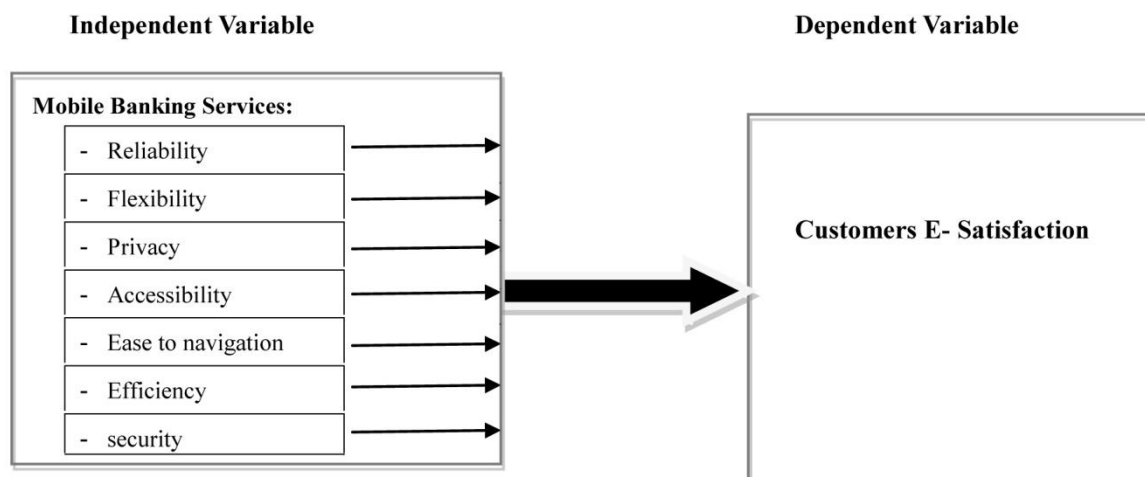 Independent Variable
Dependent Variable
Mobile Banking Services:
- Reliability
- Flexibility
- Privacy
- Accessibility
- Ease to navigation
- Efficiency
- security
Customers E- Satisfaction